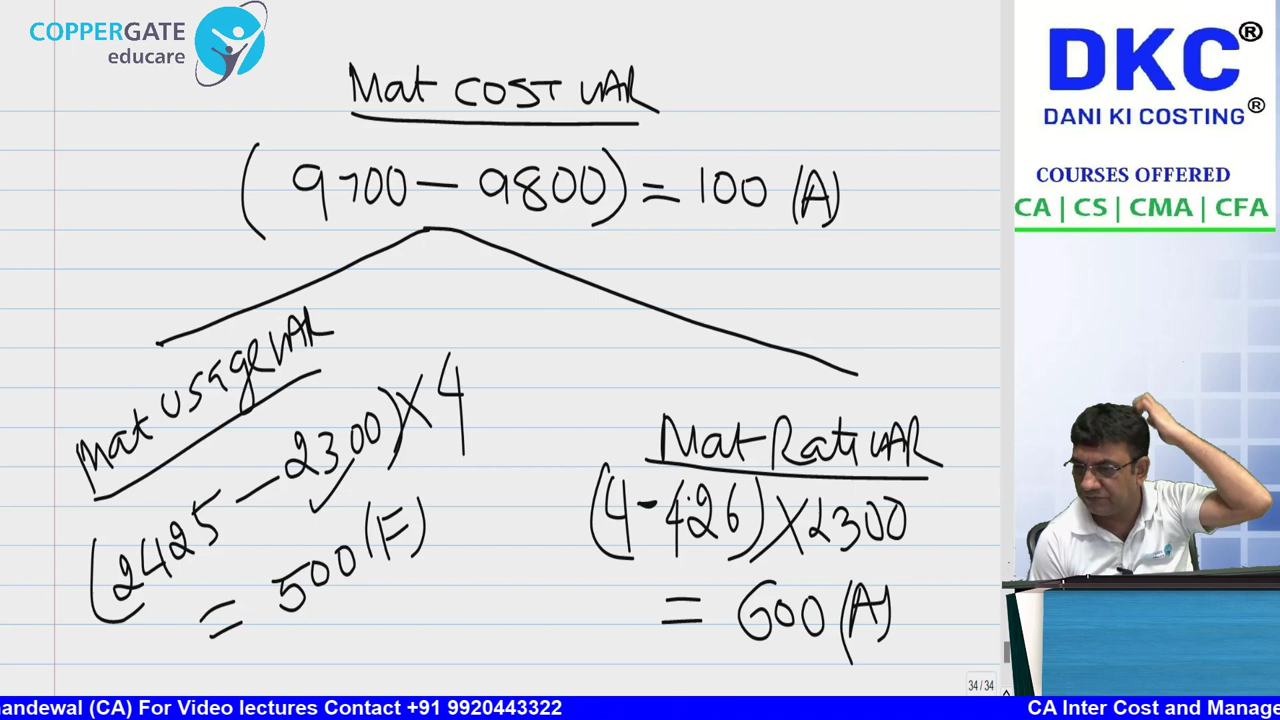 COPPERGATE
educare
Mat COST VAR
(9700 — 9800) = 100 (A)
Mat Usage VAR
(2425 — 2300) × 4
= 500 (F)
Mat Rate VAR
(4 - 4.26) × 2300
= 600 (A)
34 / 34
DKC®
DANI KI COSTING®
COURSES OFFERED
CA | CS | CMA | CFA
andewal (CA) For Video lectures Contact +91 9920443322
CA Inter Cost and Manage